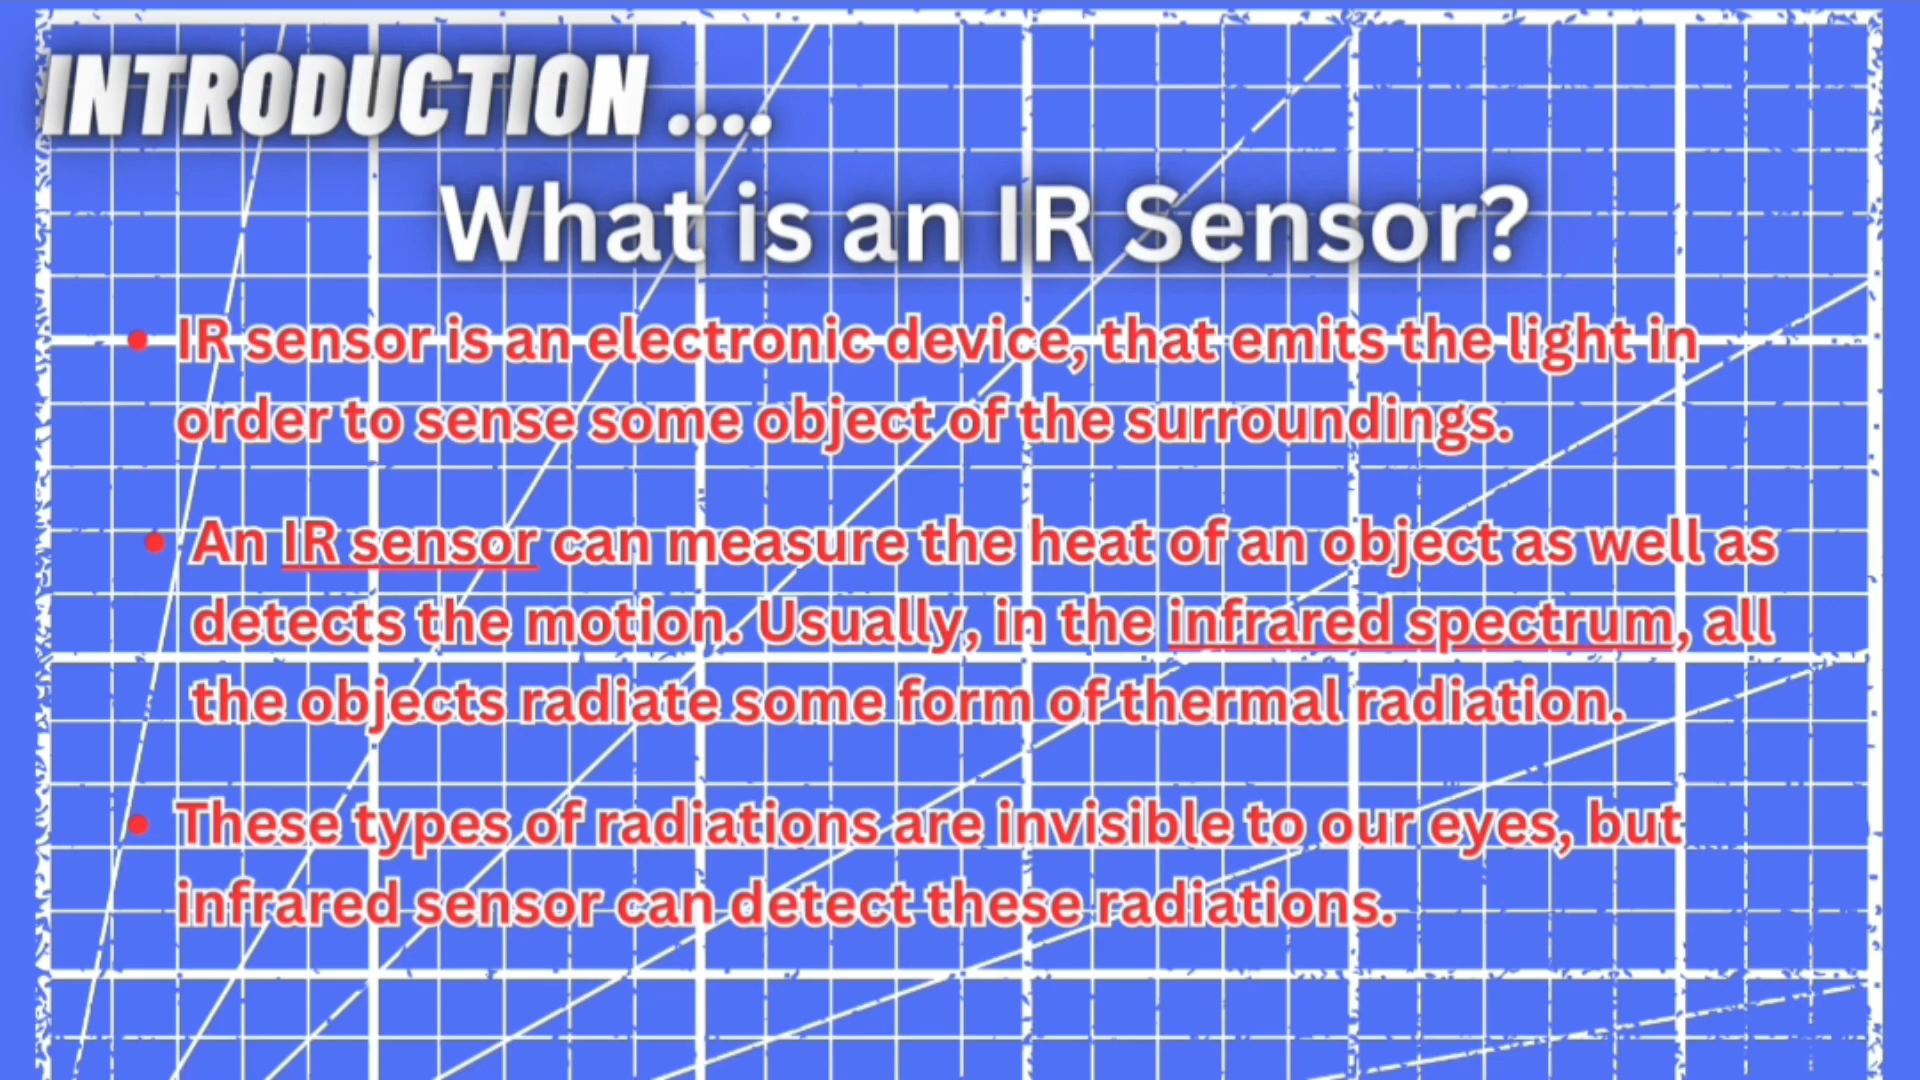 INTRODUCTION ....
What is an IR Sensor?
• IR sensor is an electronic device, that emits the light in
order to sense some object of the surroundings.
• An IR sensor can measure the heat of an object as well as
detects the motion. Usually, in the infrared spectrum, all
the objects radiate some form of thermal radiation.
• These types of radiations are invisible to our eyes, but
infrared sensor can detect these radiations.